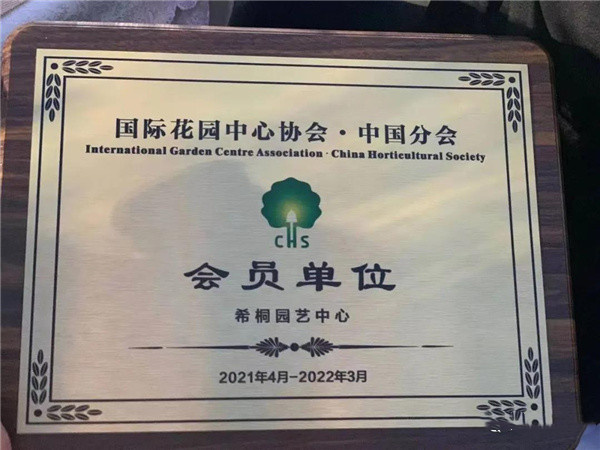 国际花园中心协会·中国分会
International Garden Centre Association · China Horticultural Society
CHS
会员单位
希桐园艺中心
2021年4月-2022年3月